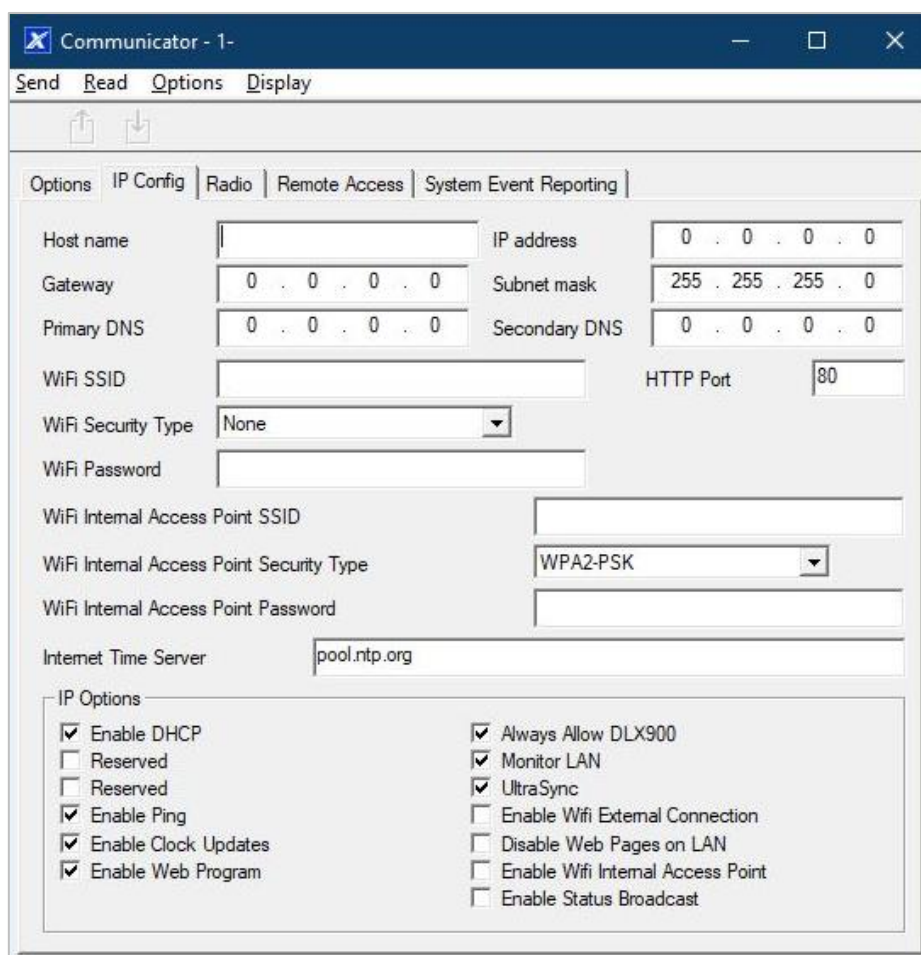 X Communicator - 1-
Send Read Options Display
Options IP Config Radio Remote Access System Event Reporting
Host name IP address 0 . 0 . 0 . 0
Gateway 0 . 0 . 0 . 0 Subnet mask 255 . 255 . 255 . 0
Primary DNS 0 . 0 . 0 . 0 Secondary DNS 0 . 0 . 0 . 0
WiFi SSID HTTP Port 80
WiFi Security Type None
WiFi Password
WiFi Internal Access Point SSID
WiFi Internal Access Point Security Type WPA2-PSK
WiFi Internal Access Point Password
Internet Time Server pool.ntp.org
IP Options
Enable DHCP Always Allow DLX900
Reserved Monitor LAN
Reserved UltraSync
Enable Ping Enable Wifi External Connection
Enable Clock Updates Disable Web Pages on LAN
Enable Web Program Enable Wifi Internal Access Point
Enable Status Broadcast